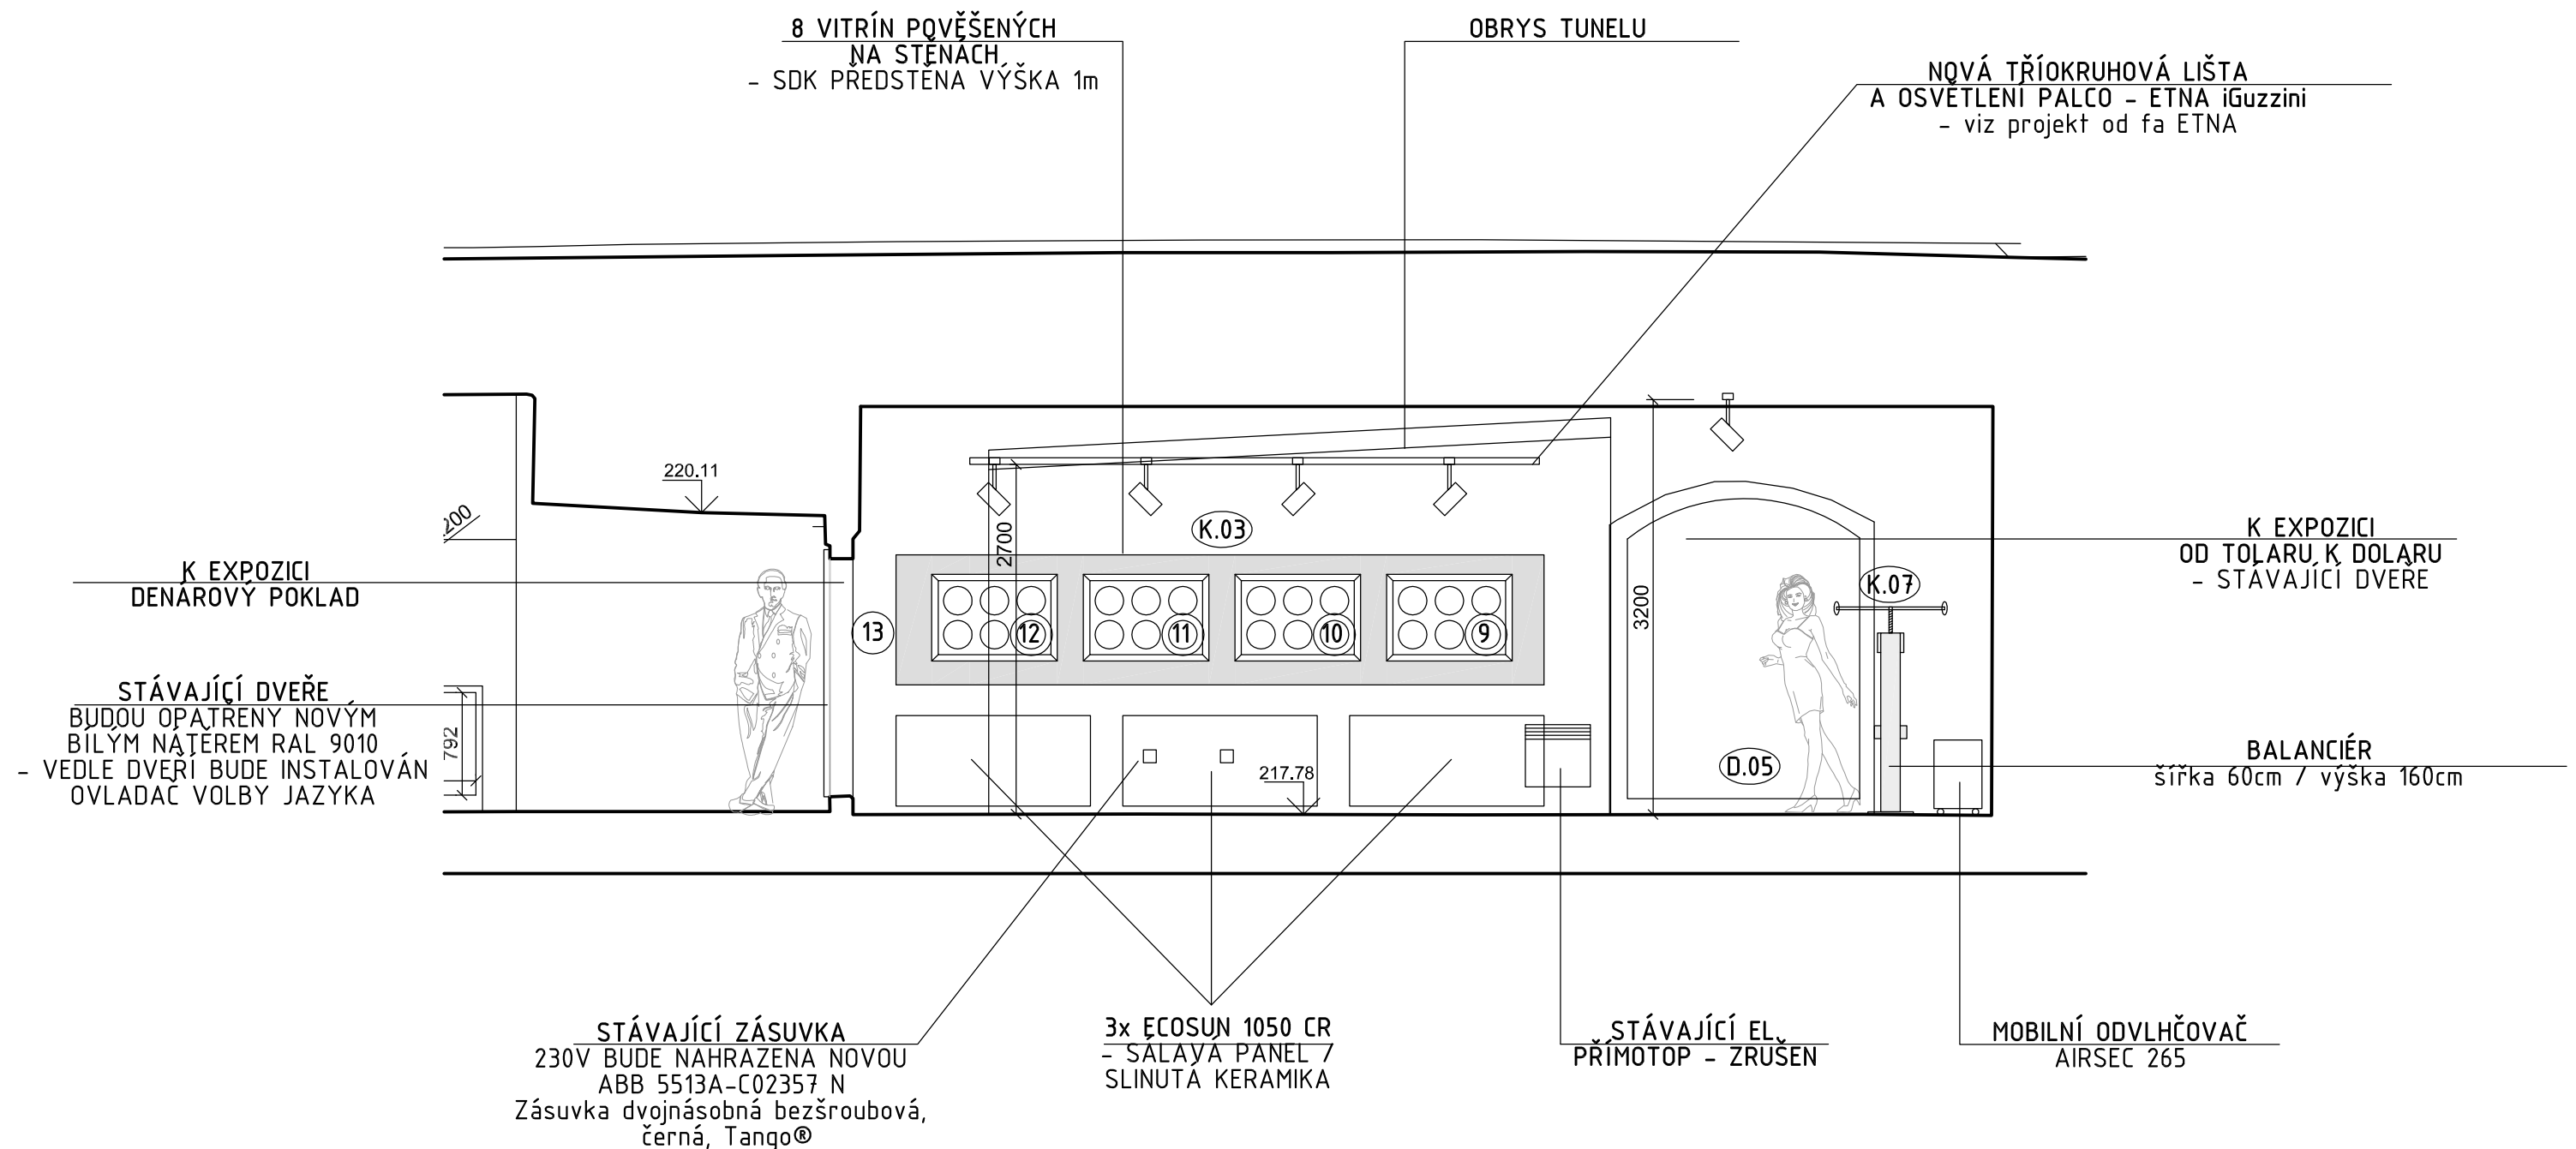 8 VITRÍN POVĚŠENÝCH
NA STĚNÁCH
- SDK PŘEDSTĚNA VÝŠKA 1m
OBRYS TUNELU
NOVÁ TŘÍOKRUHOVÁ LIŠTA
A OSVĚTLENÍ PALCO - ETNA iGuzzini
- viz projekt od fa ETNA
220.11
2700
K.03
3200
K EXPOZICI
DENÁROVÝ POKLAD
K EXPOZICI
OD TOLARU K DOLARU
- STÁVAJÍCÍ DVEŘE
K.07
13
12
11
10
9
STÁVAJÍCÍ DVEŘE
BUDOU OPATŘENY NOVÝM
BÍLÝM NÁTĚREM RAL 9010
- VEDLE DVEŘÍ BUDE INSTALOVÁN
OVLADAČ VOLBY JAZYKA
792
217.78
D.05
BALANCIÉR
šířka 60cm / výška 160cm
STÁVAJÍCÍ ZÁSUVKA
230V BUDE NAHRAZENA NOVOU
ABB 5513A-C02357 N
Zásuvka dvojnásobná bezšroubová,
černá, Tango®
3x ECOSUN 1050 CR
- SÁLAVÁ PANEL /
SLINUTÁ KERAMIKA
STÁVAJÍCÍ EL.
PŘÍMOTOP - ZRUŠEN
MOBILNÍ ODVLHČOVAČ
AIRSEC 265